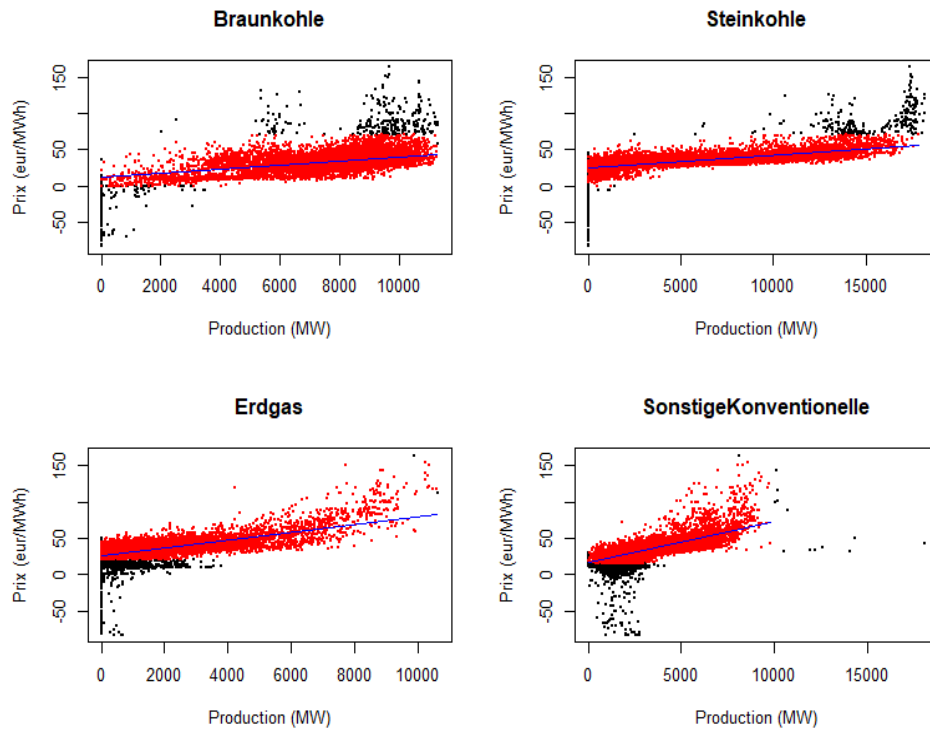 Braunkohle
Prix (eur/MWh)
150
50
0
-50
0 2000 4000 6000 8000 10000
Production (MW)
Steinkohle
Prix (eur/MWh)
150
50
0
-50
0 5000 10000 15000
Production (MW)
Erdgas
Prix (eur/MWh)
150
50
0
-50
0 2000 4000 6000 8000 10000
Production (MW)
SonstigeKonventionelle
Prix (eur/MWh)
150
50
0
-50
0 5000 10000 15000
Production (MW)